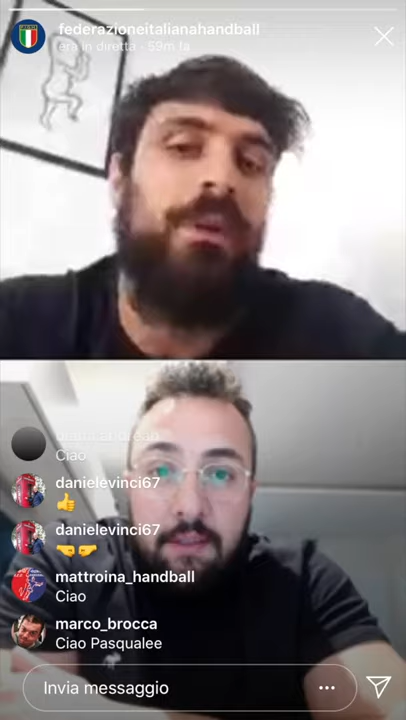 federazioneitalianahandball
era in diretta · 59m fa
Ciao
danielevinci67
👍
danielevinci67
🤜🤛
mattroina_handball
Ciao
marco_brocca
Ciao Pasqualee
Invia messaggio